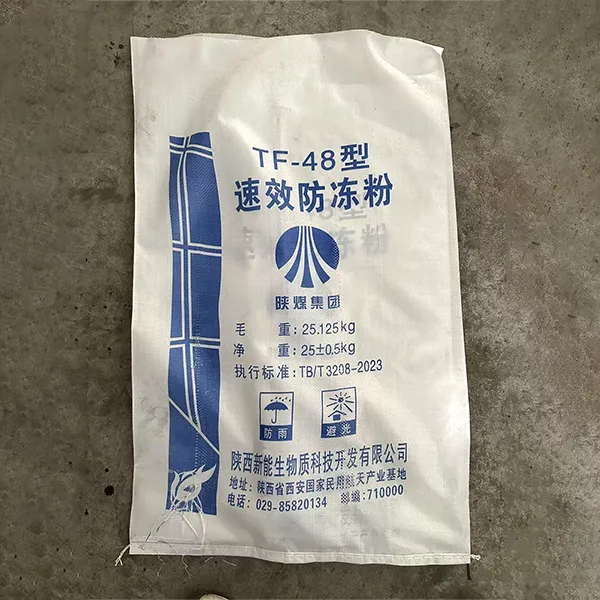 TF-48型
速效防冻粉
陕煤集团
毛 重: 25.125kg
净 重: 25±0.5kg
执行标准: TB/T3208-2023
防雨 避光
陕西新能生物质科技开发有限公司
地址: 陕西省西安国家民用航天产业基地
电话: 029-85820134 邮编: 710000